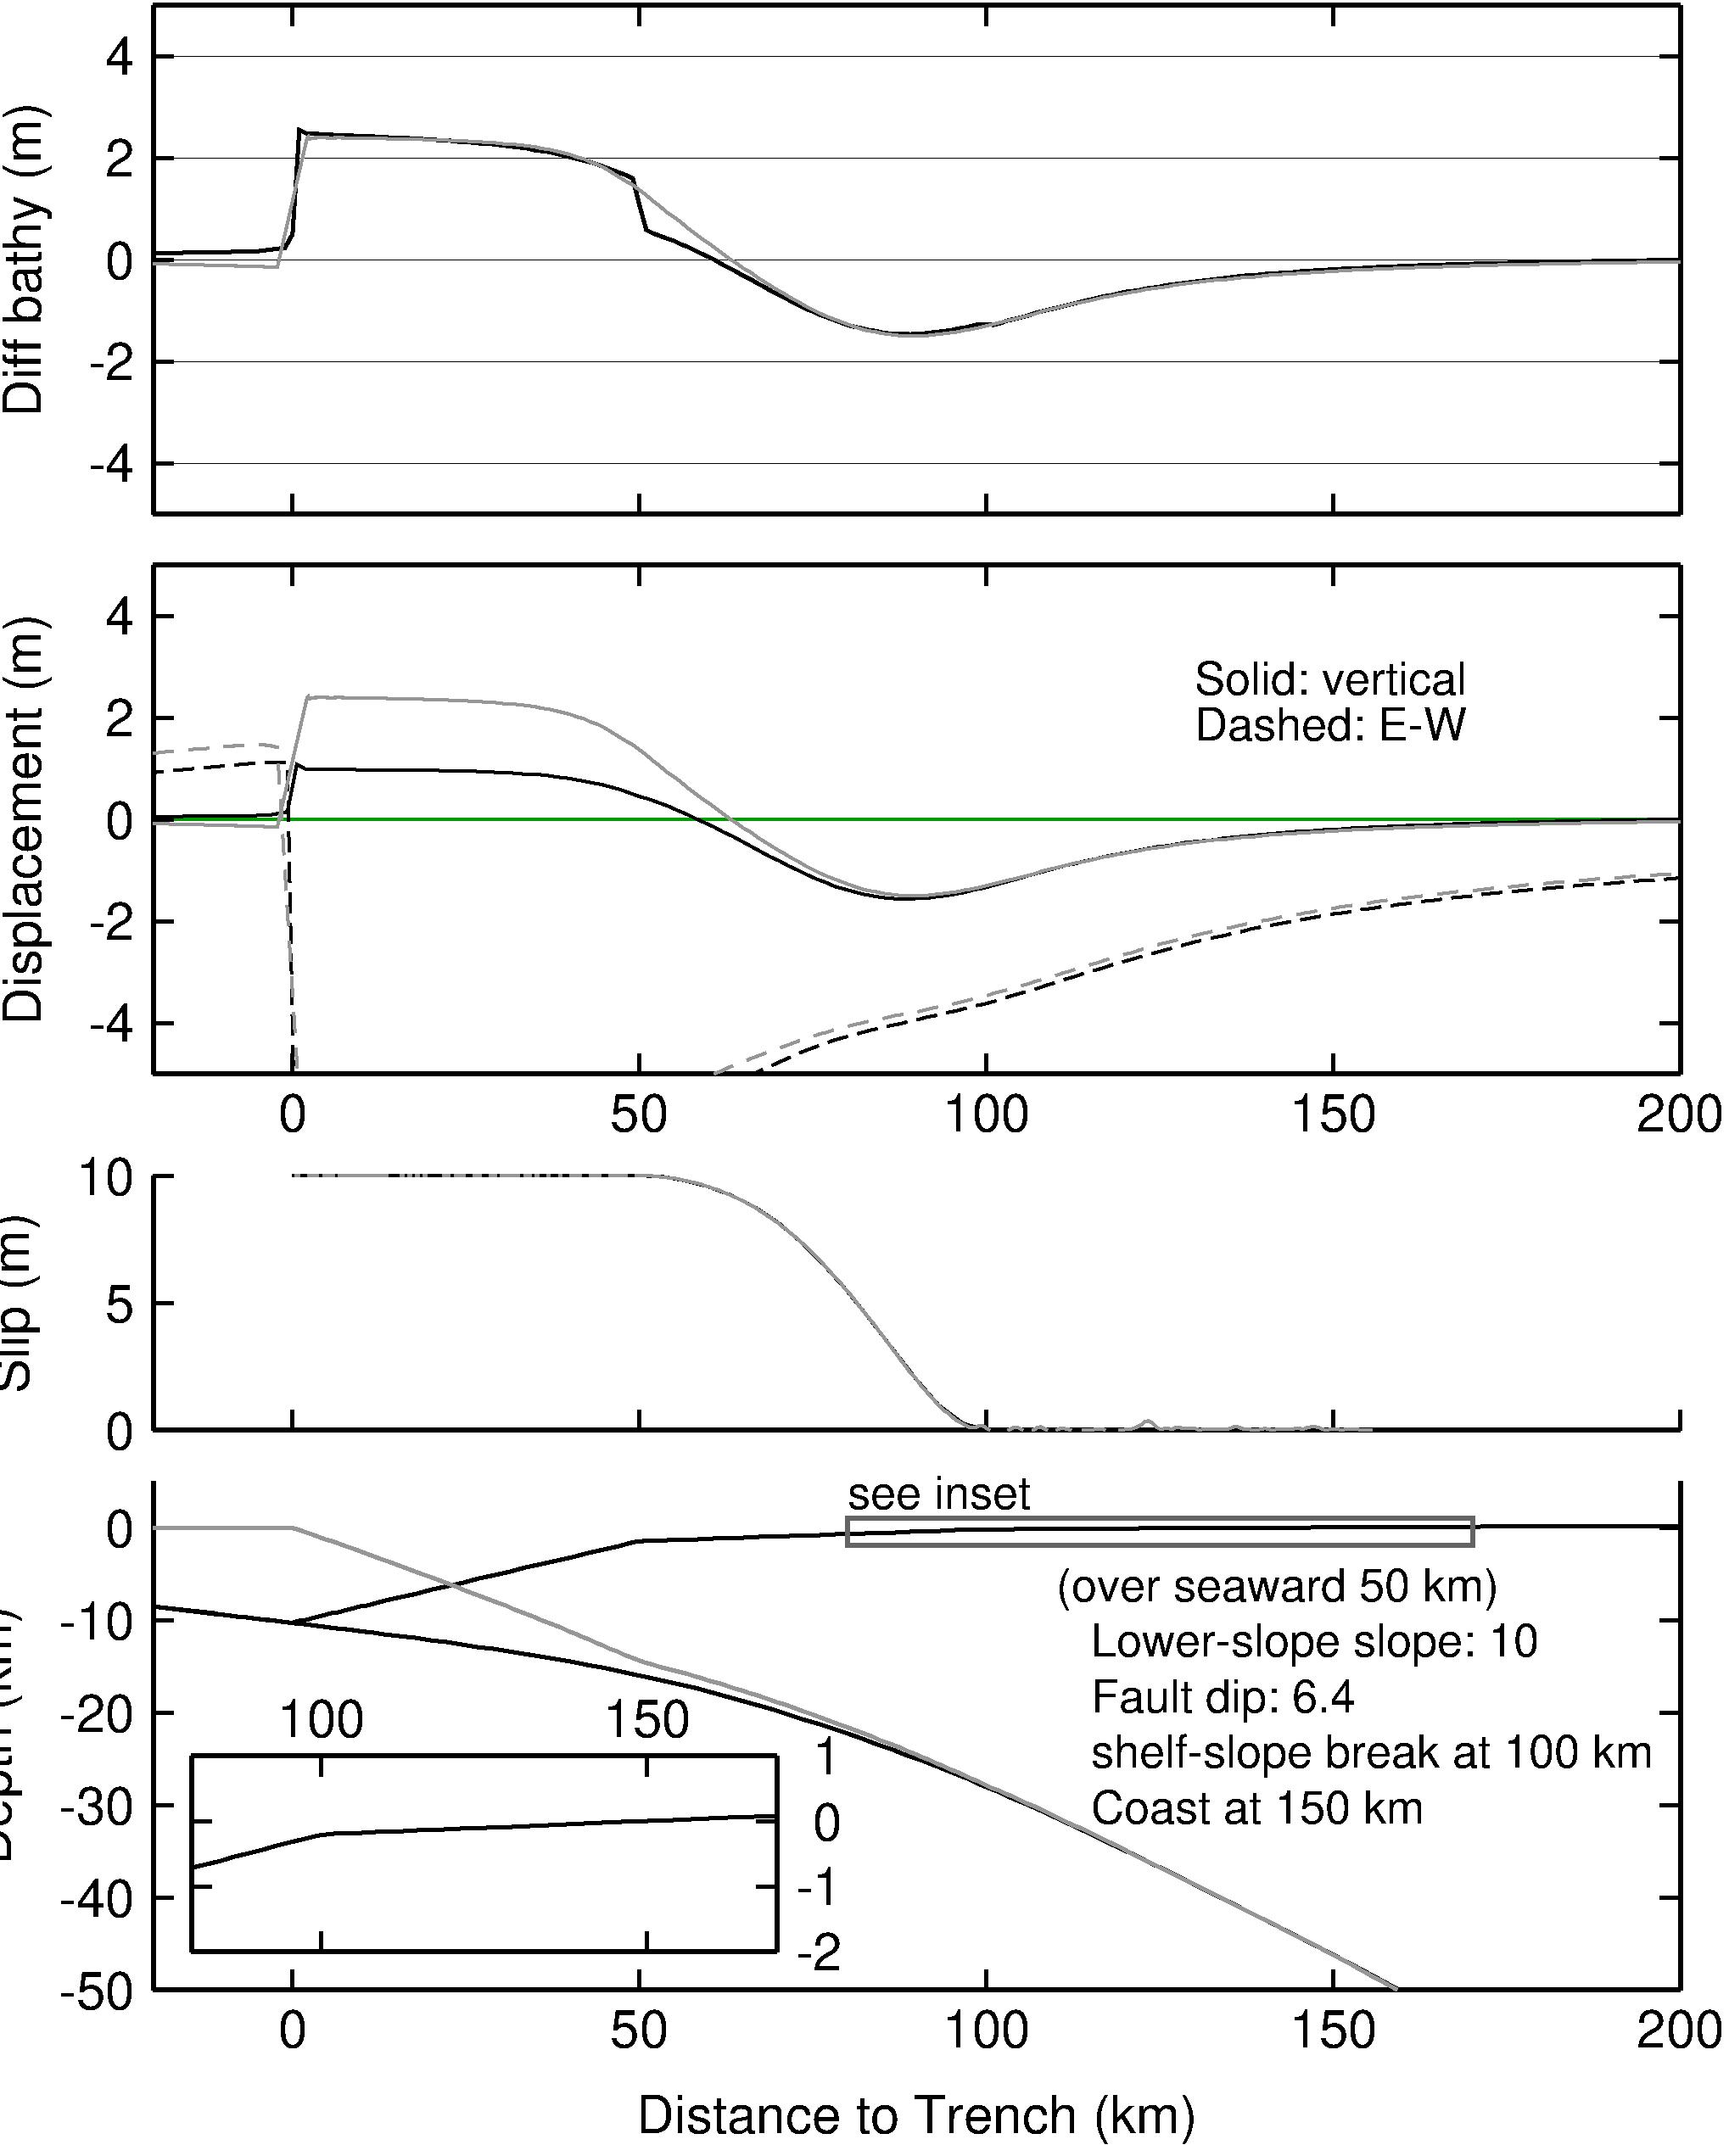 Diff bathy (m)
4
2
0
-2
-4
Displacement (m)
4
2
0
-2
-4
Solid: vertical
Dashed: E-W
0 50 100 150 200
Slip (m)
10
5
0
Depth (km)
0
-10
-20
-30
-40
-50
see inset
(over seaward 50 km)
Lower-slope slope: 10
Fault dip: 6.4
shelf-slope break at 100 km
Coast at 150 km
100 150
1
0
-1
-2
0 50 100 150 200
Distance to Trench (km)